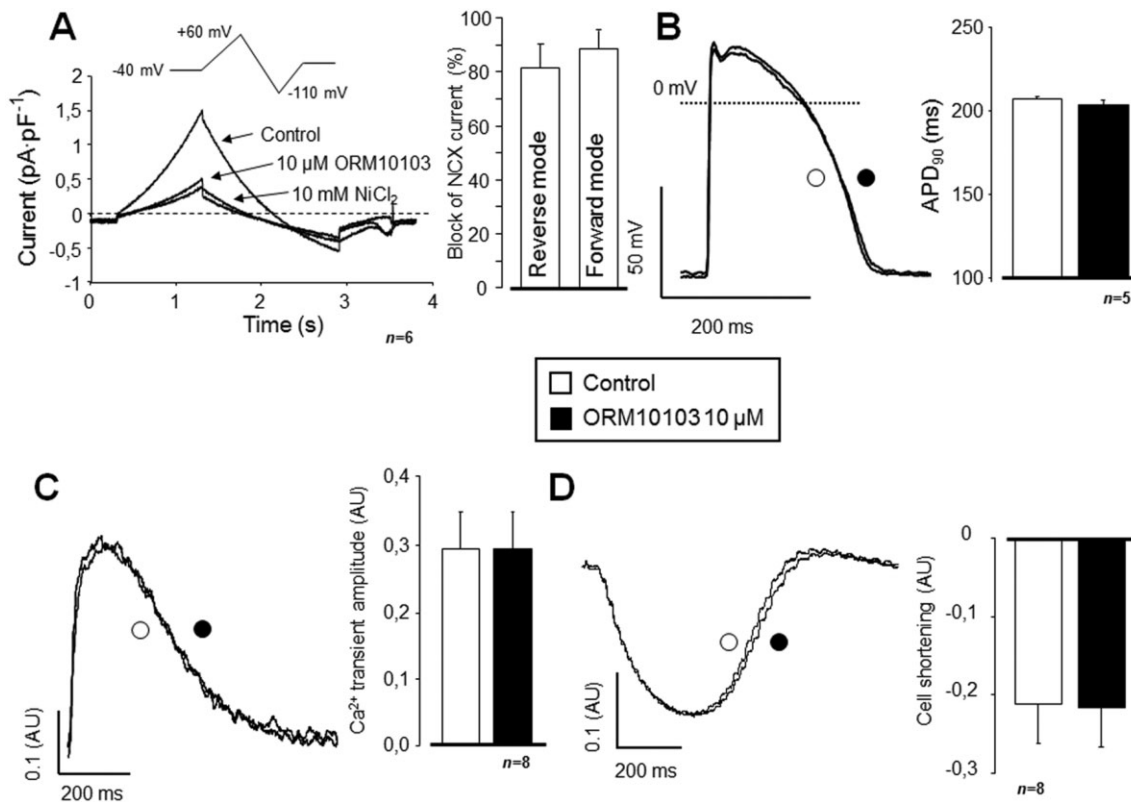 A
+60 mV
-40 mV
-110 mV
2
1,5
1
0,5
0
-0,5
-1
Current (pA·pF-1)
Control
10 µM ORM10103
10 mM NiCl2
0
1
2
3
4
Time (s)
n=6
100
80
60
40
20
0
Block of NCX current (%)
Reverse mode
Forward mode
B
0 mV
50 mV
200 ms
250
200
150
100
APD90 (ms)
n=5
Control
ORM10103 10 µM
C
0.1 (AU)
200 ms
0,4
0,3
0,2
0,1
0,0
Ca2+ transient amplitude (AU)
n=8
D
0.1 (AU)
200 ms
0
-0,1
-0,2
-0,3
Cell shortening (AU)
n=8